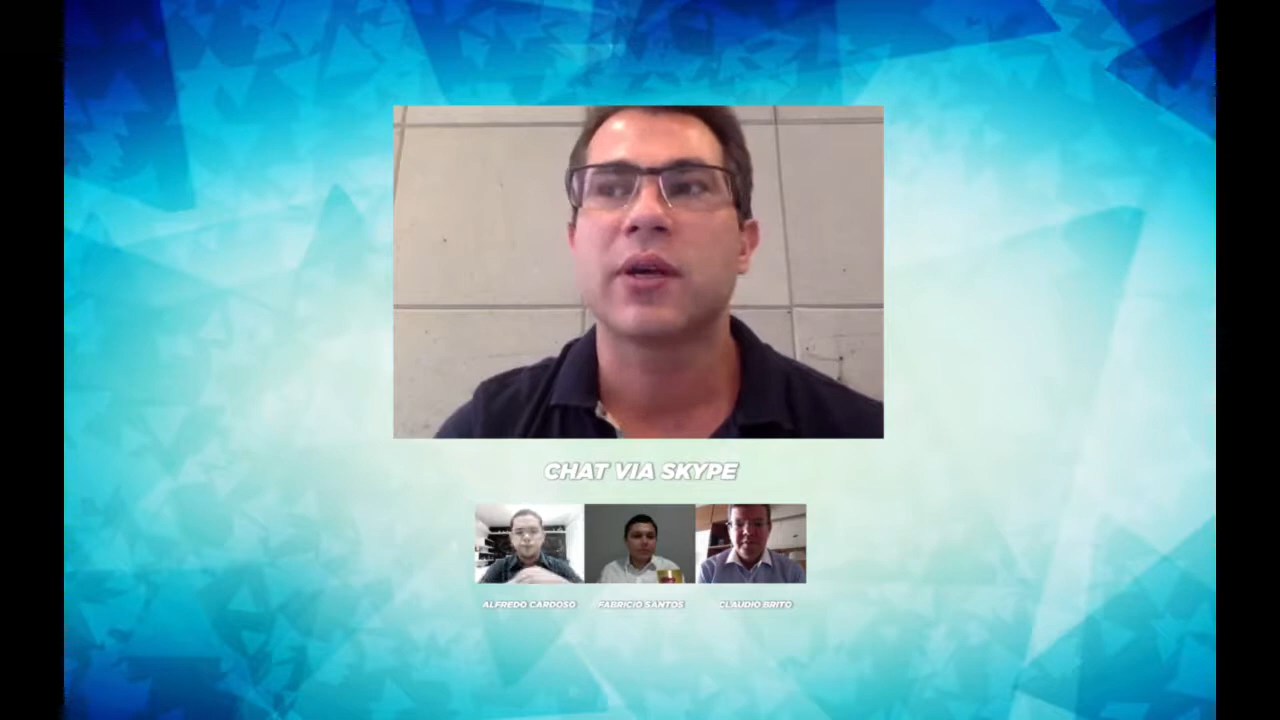 CHAT VIA SKYPE
ALFREDO CARDOSO
FABRICIO SANTOS
CLAUDIO BRITO